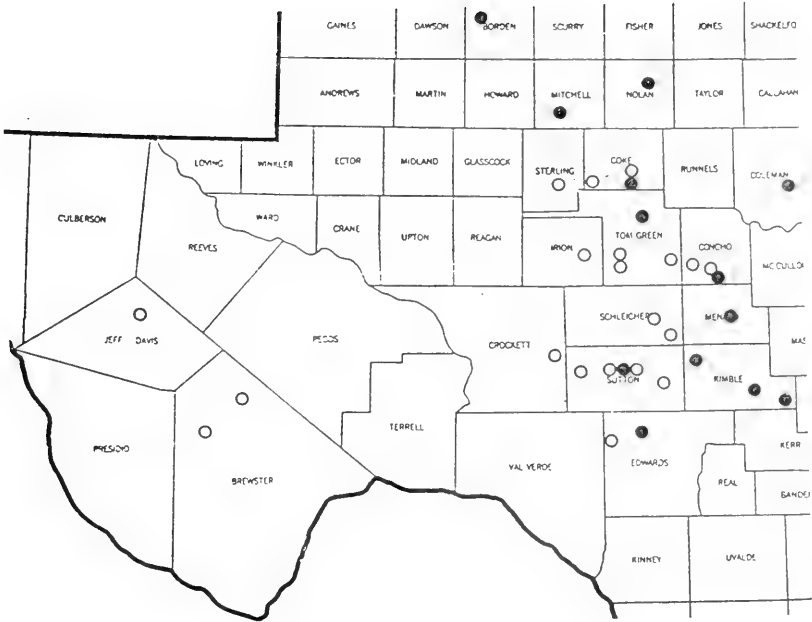 GAINES DAWSON BORDEN SCURRY FISHER JONES SHACKELFO
ANDREWS MARTIN HOWARD MITCHELL NOLAN TAYLOR CALLAHAN
LOVING WINKLER ECTOR MIDLAND GLASSCOCK STERLING COKE RUNNELS COLEMAN
CULBERSON REEVES WARD CRANE UPTON REAGAN IRION TOM GREEN CONCHO
MC CULLOC
JEFF DAVIS PECOS CROCKETT SCHLEICHER MENA MAS
SUTTON KIMBLE
PRESIDIO BREWSTER TERRELL VAL VERDE EDWARDS REAL KERR
BANDE
KINNEY UVALDE